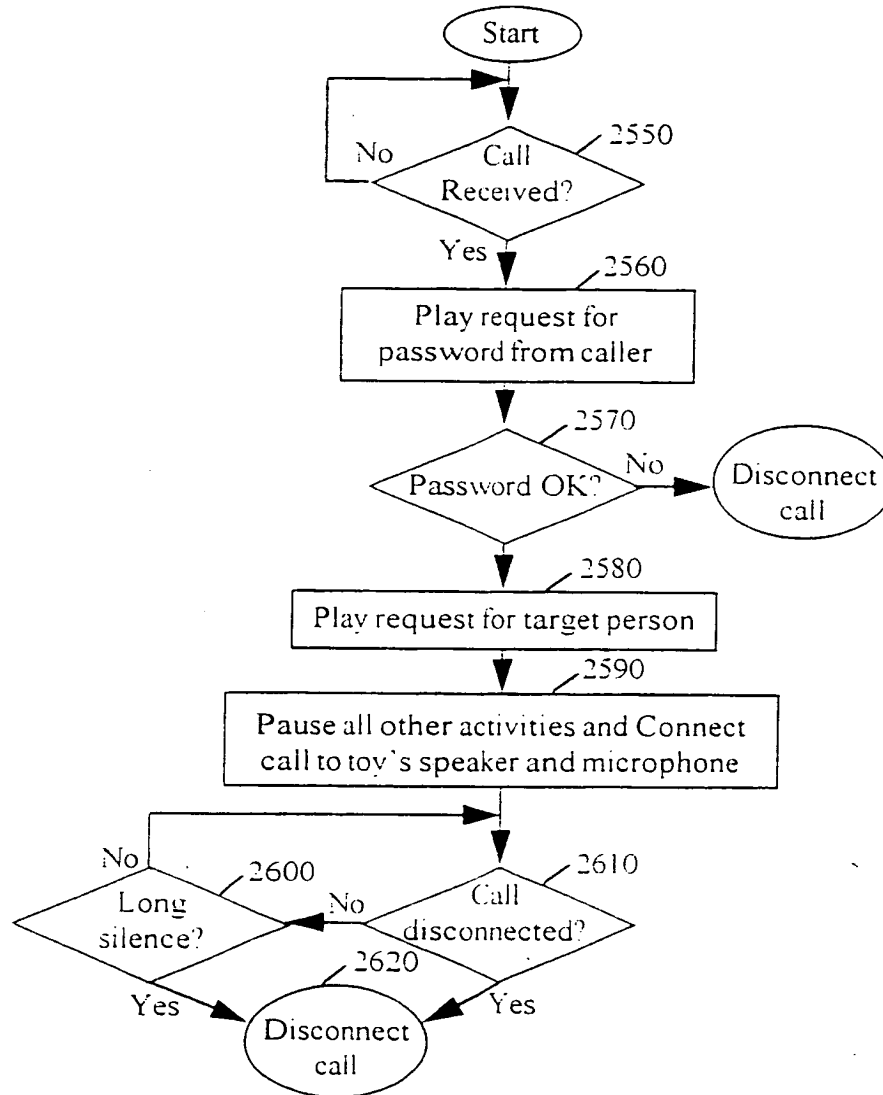 Start
2550
No
Call
Received?
Yes
2560
Play request for
password from caller
2570
Password OK?
No
Disconnect
call
2580
Play request for target person
2590
Pause all other activities and Connect
call to toy's speaker and microphone
No
2600
2610
Long
silence?
No
Call
disconnected?
2620
Yes
Yes
Disconnect
call